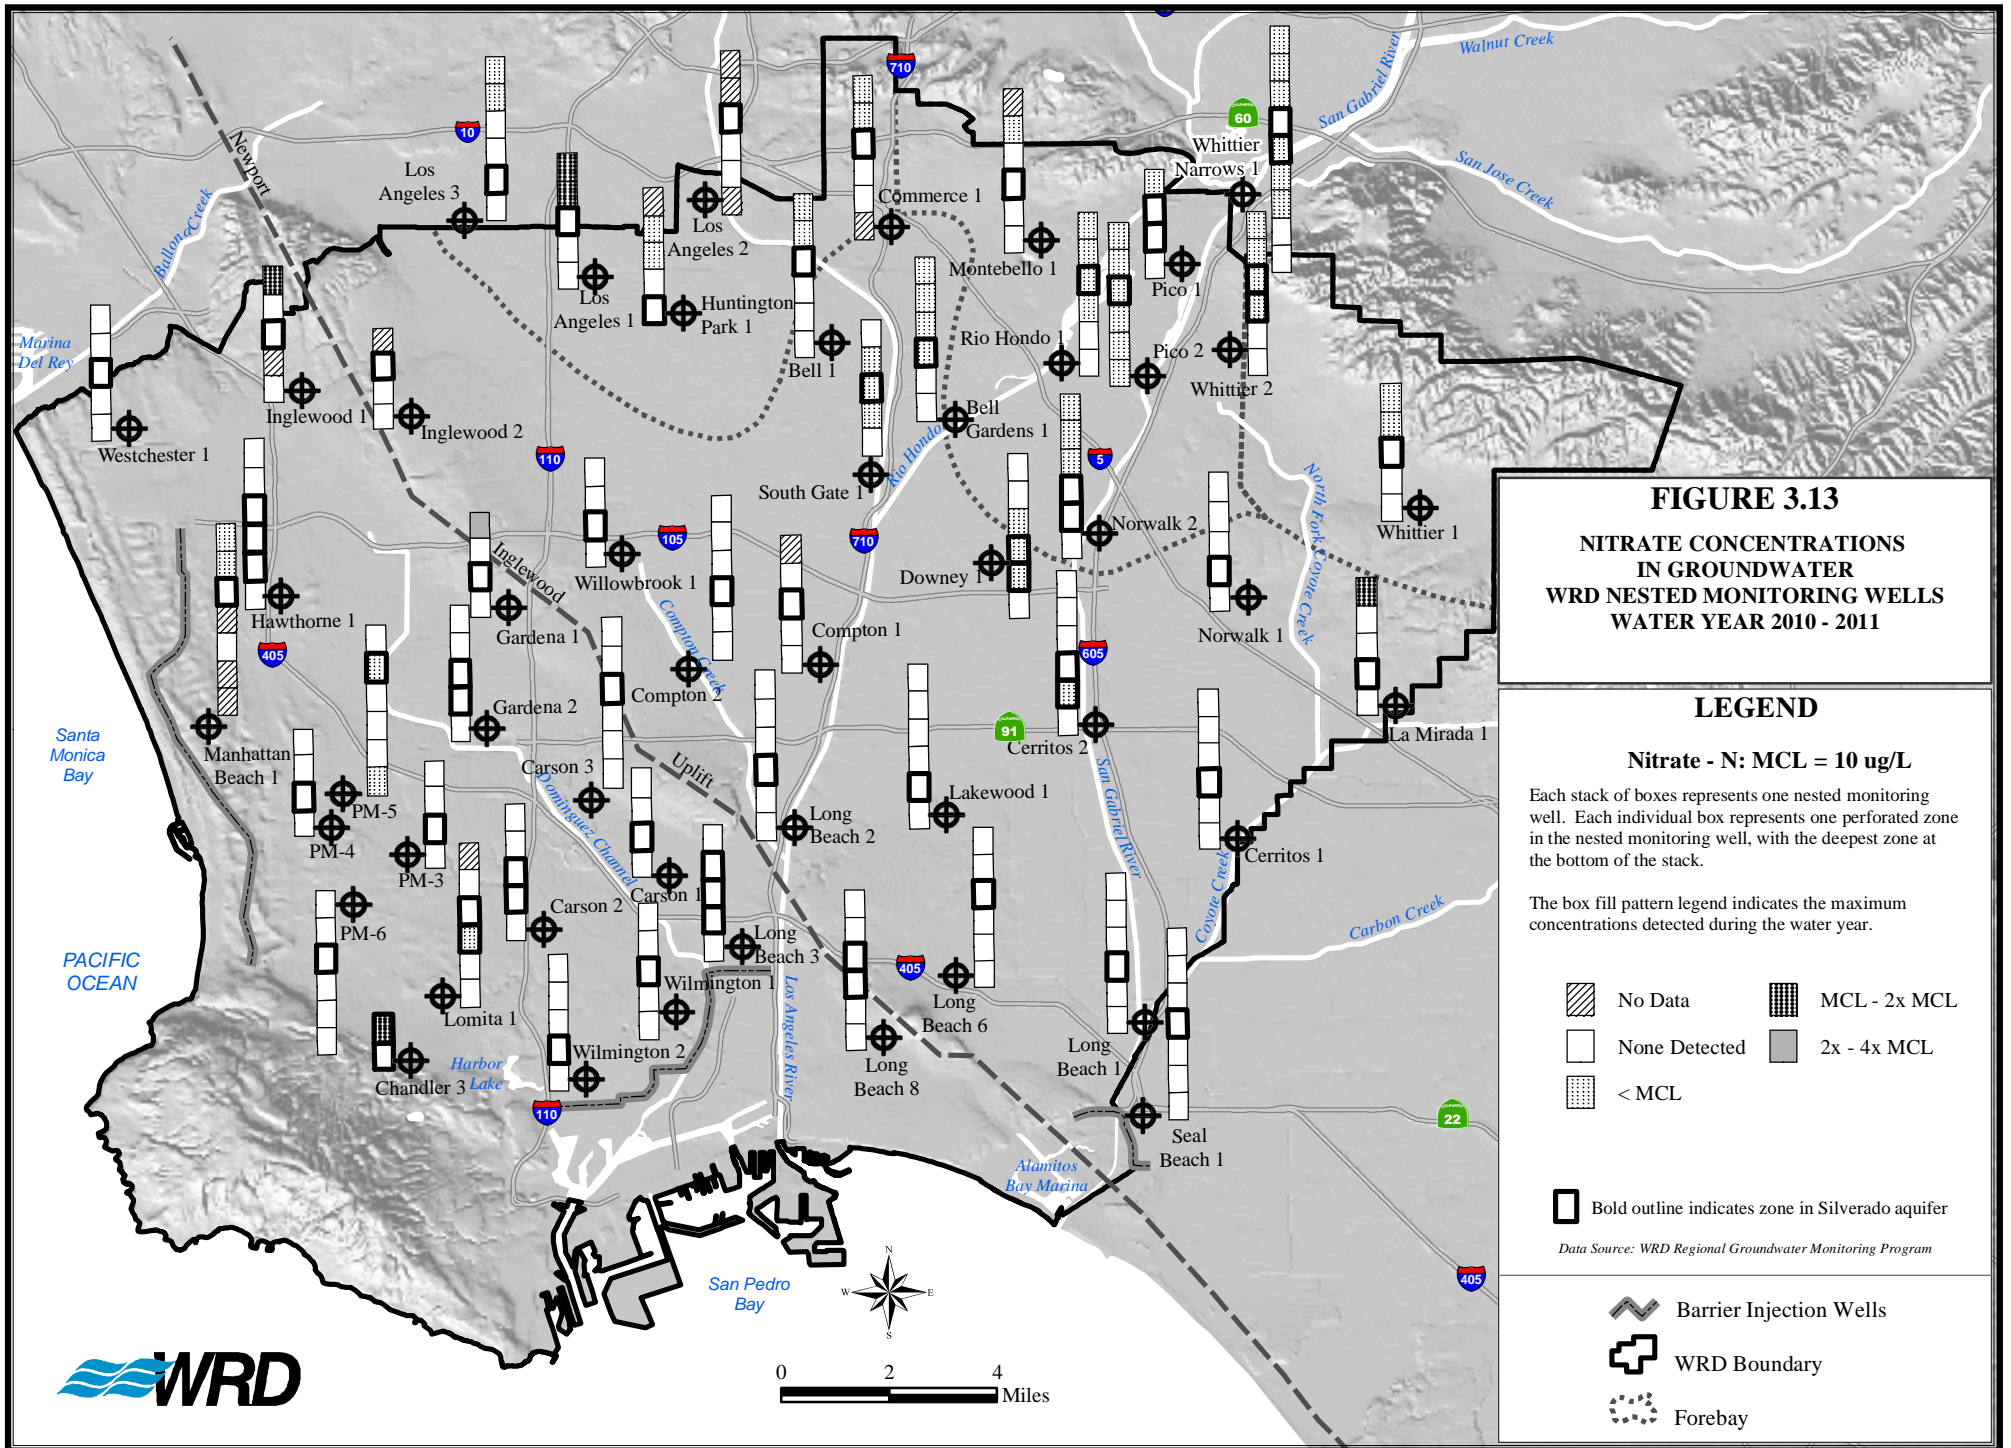 Walnut Creek
San Gabriel River
710
10
CALIFORNIA
60
Whittier
Narrows 1
San Jose Creek
Newport
Los
Angeles 3
Ballona Creek
Commerce 1
Los
Angeles 2
Montebello 1
Pico 1
Los
Angeles 1
Huntington
Park 1
Marina
Del Rey
Rio Hondo 1
Pico 2
Bell 1
Whittier 2
Inglewood 1
Inglewood 2
Bell
Gardens 1
Westchester 1
110
Rio Hondo
5
South Gate 1
North Fork Coyote Creek
Whittier 1
Norwalk 2
105
710
Inglewood
Willowbrook 1
Downey 1
Hawthorne 1
Gardena 1
Compton Creek
Compton 1
Norwalk 1
405
605
Compton 2
Gardena 2
CALIFORNIA
91
Cerritos 2
La Mirada 1
Santa
Monica
Bay
Manhattan
Beach 1
Carson 3
Uplift
Dominguez Channel
San Gabriel River
Lakewood 1
PM-5
Long
Beach 2
PM-4
Cerritos 1
PM-3
Carson 1
Coyote Creek
Carson 2
Carbon Creek
PM-6
Long
Beach 3
PACIFIC
OCEAN
405
Wilmington 1
Los Angeles River
Long
Beach 6
Lomita 1
Wilmington 2
Long
Beach 1
Harbor
Lake
Chandler 3
Long
Beach 8
110
CALIFORNIA
22
Seal
Beach 1
Alamitos
Bay Marina
405
San Pedro
Bay
N
W
E
S
WRD
0
2
4
Miles
FIGURE 3.13
NITRATE CONCENTRATIONS
IN GROUNDWATER
WRD NESTED MONITORING WELLS
WATER YEAR 2010 - 2011
LEGEND
Nitrate - N: MCL = 10 ug/L
Each stack of boxes represents one nested monitoring
well. Each individual box represents one perforated zone
in the nested monitoring well, with the deepest zone at
the bottom of the stack.
The box fill pattern legend indicates the maximum
concentrations detected during the water year.
No Data
MCL - 2x MCL
None Detected
2x - 4x MCL
< MCL
Bold outline indicates zone in Silverado aquifer
Data Source: WRD Regional Groundwater Monitoring Program
Barrier Injection Wells
WRD Boundary
Forebay